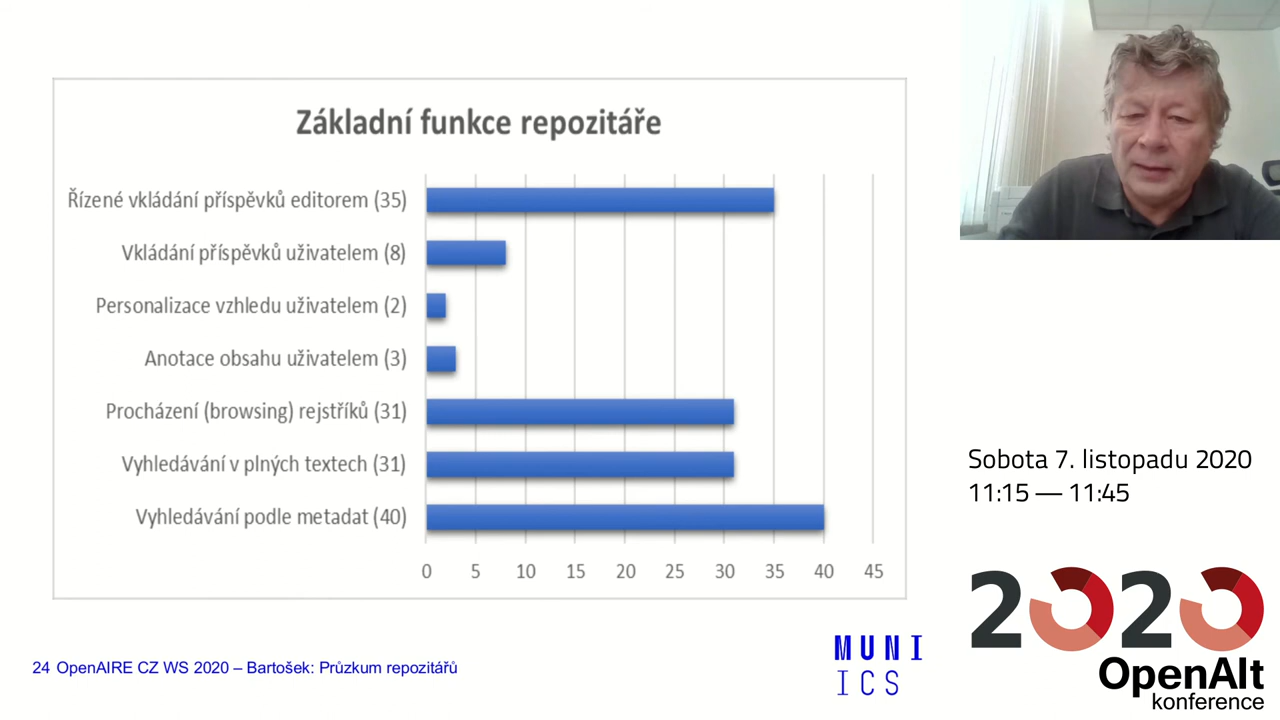 Základní funkce repozitáře
Řízené vkládání příspěvků editorem (35)
Vkládání příspěvků uživatelem (8)
Personalizace vzhledu uživatelem (2)
Anotace obsahu uživatelem (3)
Procházení (browsing) rejstříků (31)
Vyhledávání v plných textech (31)
Vyhledávání podle metadat (40)
0 5 10 15 20 25 30 35 40 45
24 OpenAIRE CZ WS 2020 – Bartošek: Průzkum repozitářů
MUNI
ICS
Sobota 7. listopadu 2020
11:15 — 11:45
2020
OpenAlt
konference